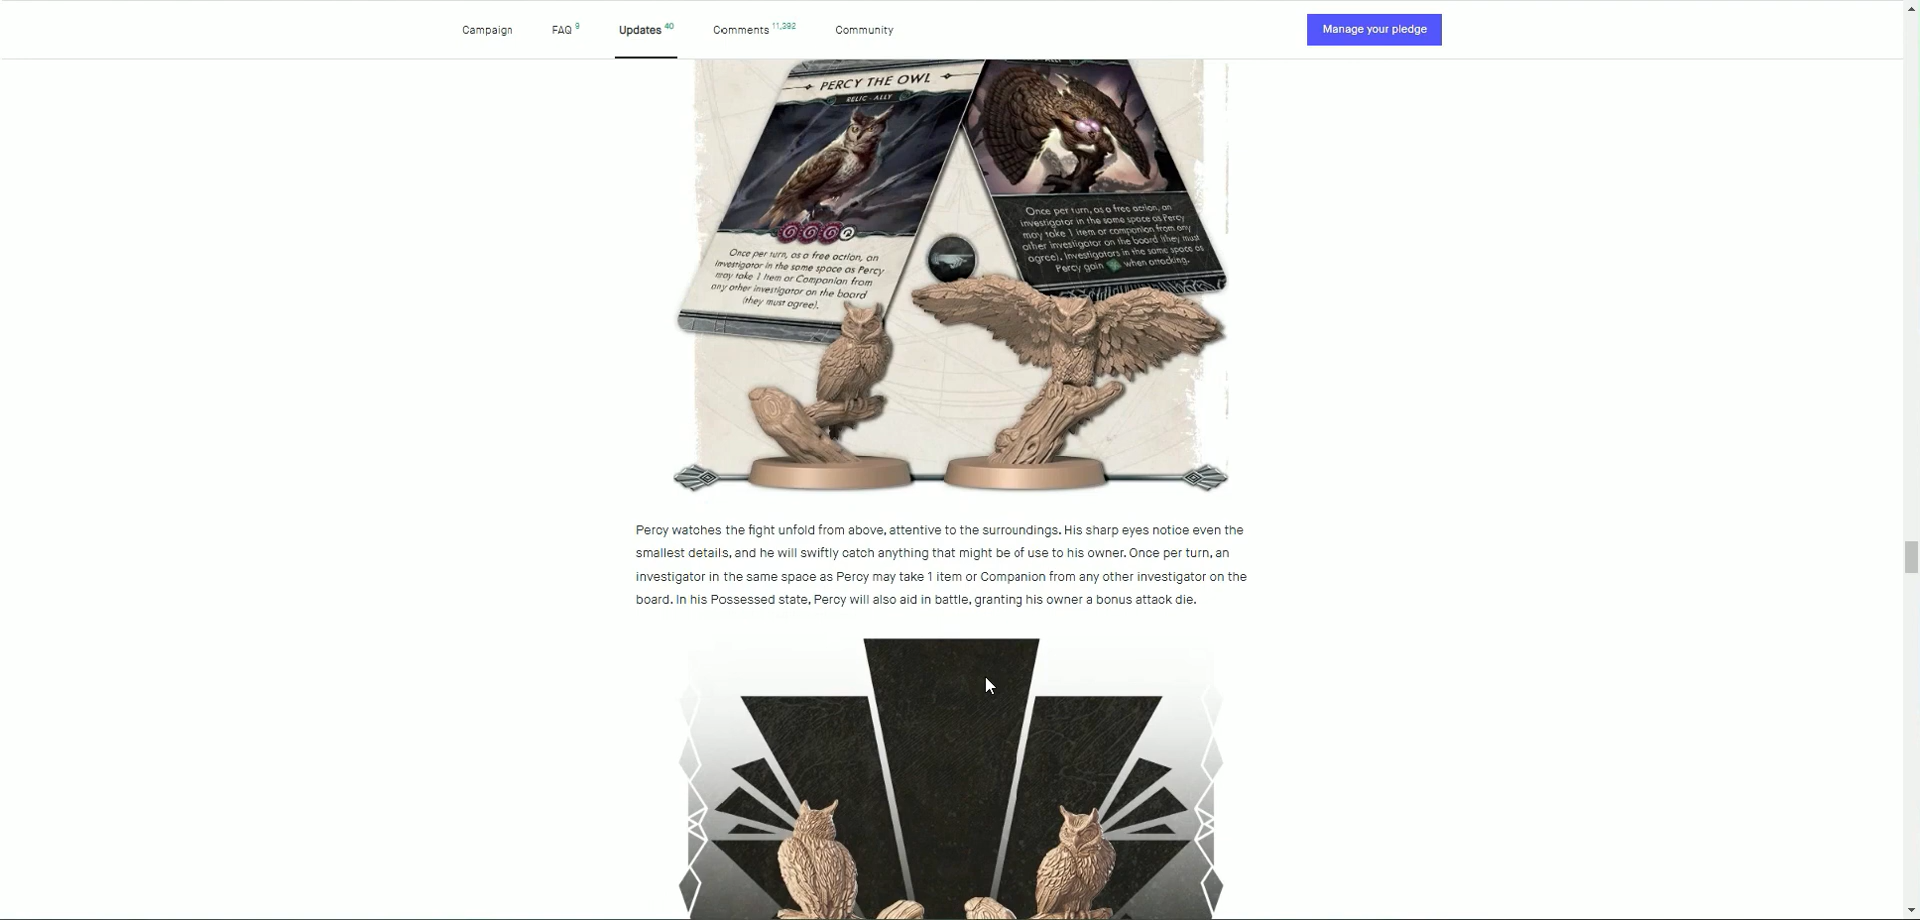 Campaign
FAQ 9
Updates 40
Comments 11,392
Community
Manage your pledge
PERCY THE OWL
RELIC - ALLY
Once per turn, as a free action, an
investigator in the same space as Percy
may take 1 Item or Companion from
any other investigator on the board
(they must agree).
Once per turn, as a free action, an
investigator in the same space as Percy
may take 1 item or companion from any
other investigator on the board (they must
agree). Investigators in the same space as
Percy gain when attacking.
Percy watches the fight unfold from above, attentive to the surroundings. His sharp eyes notice even the
smallest details, and he will swiftly catch anything that might be of use to his owner. Once per turn, an
investigator in the same space as Percy may take 1 item or Companion from any other investigator on the
board. In his Possessed state, Percy will also aid in battle, granting his owner a bonus attack die.